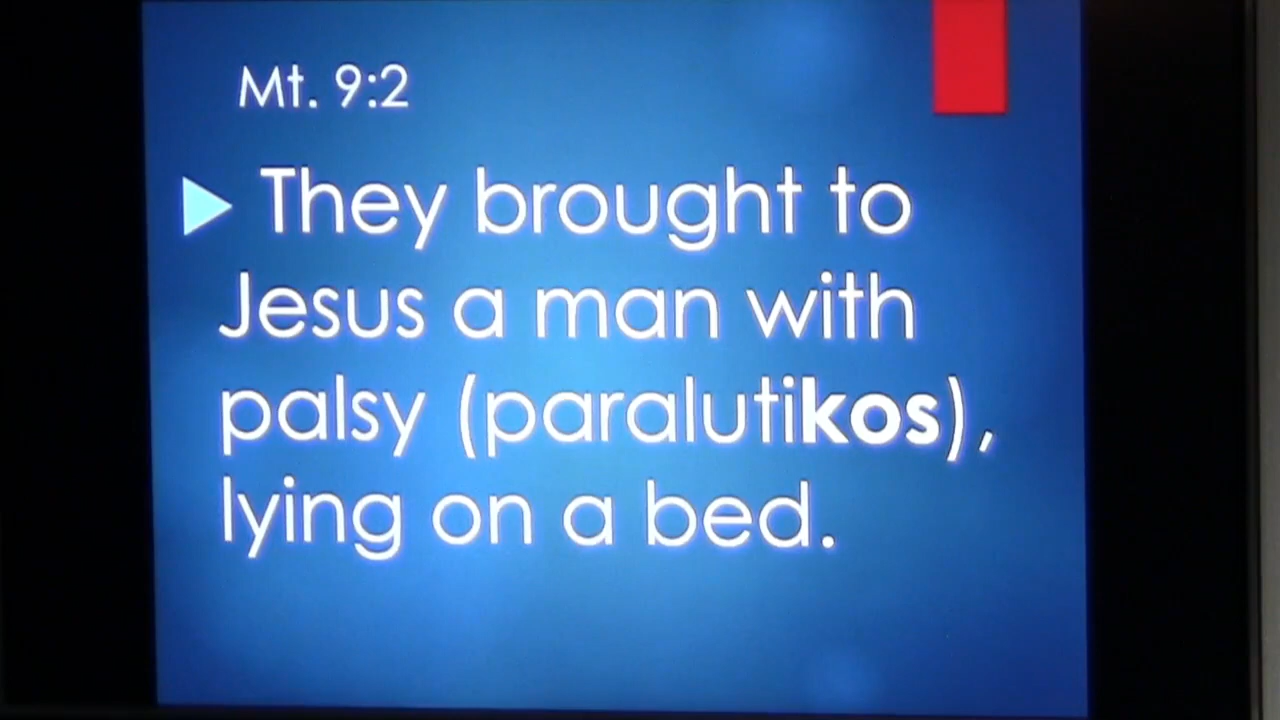 Mt. 9:2
They brought to
Jesus a man with
palsy (paralutikos),
lying on a bed.